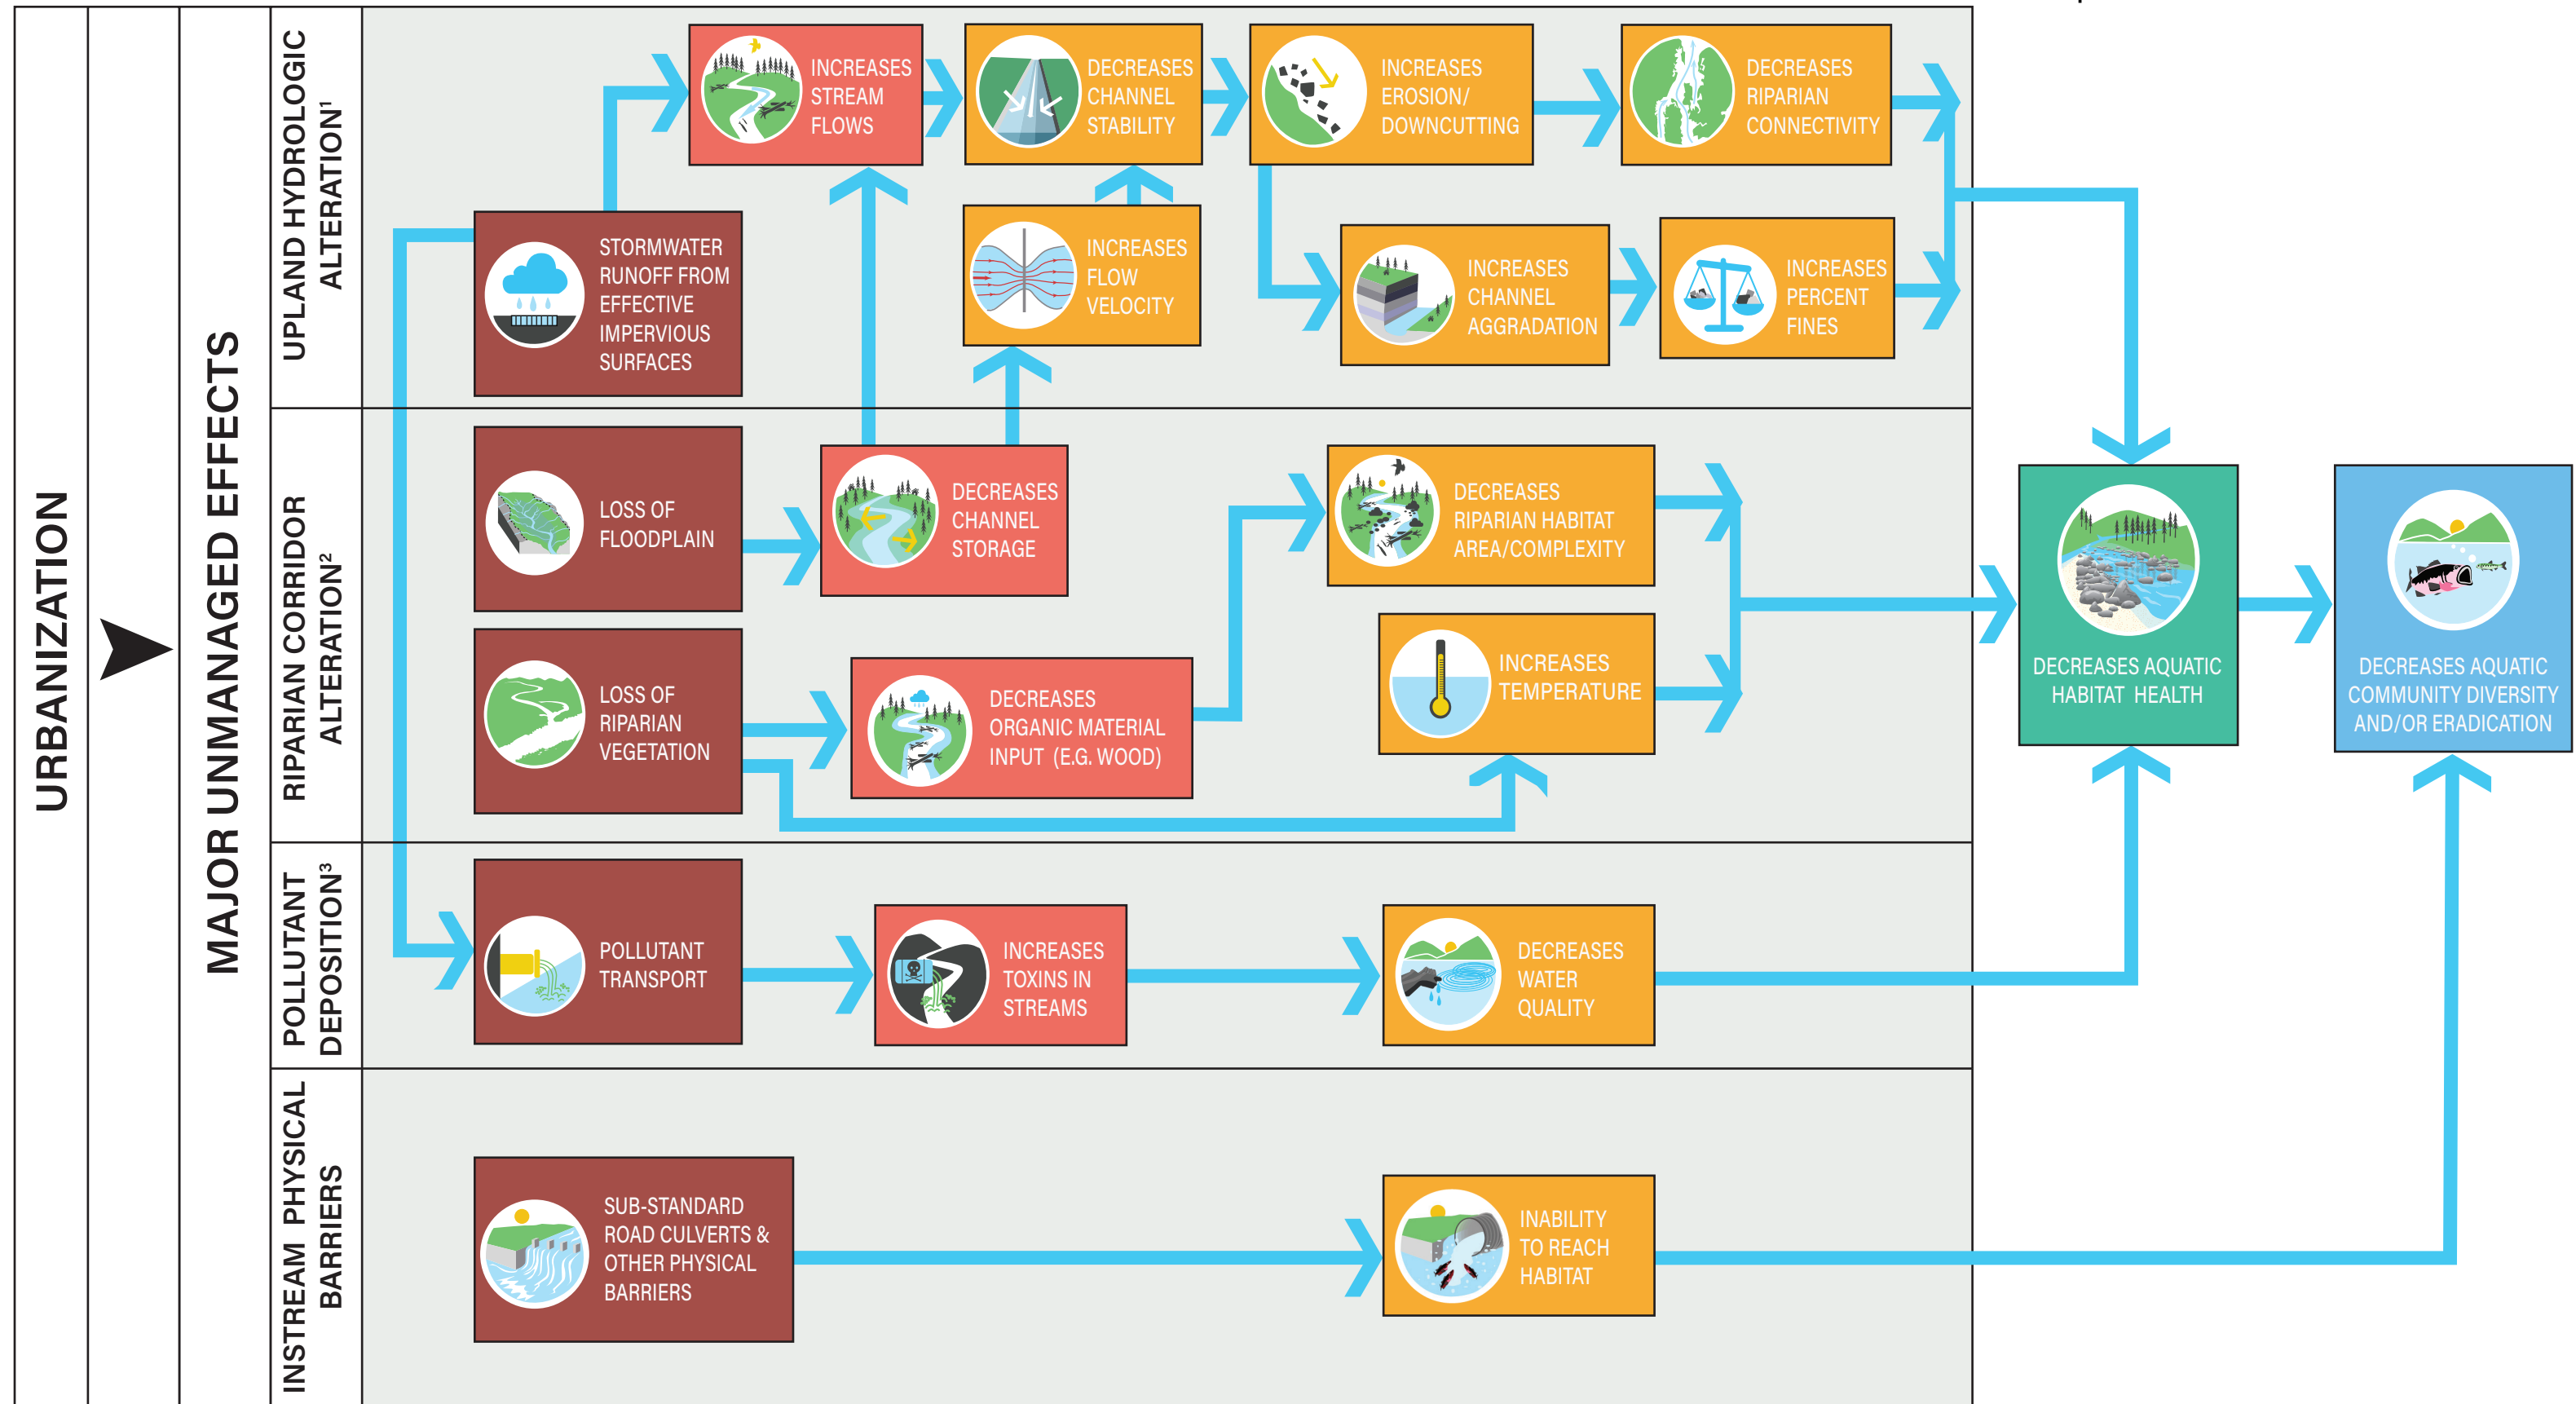 URBANIZATION
MAJOR UNMANAGED EFFECTS
UPLAND HYDROLOGIC
ALTERATION¹
INCREASES
STREAM
FLOWS
DECREASES
CHANNEL
STABILITY
INCREASES
EROSION/
DOWNCUTTING
DECREASES
RIPARIAN
CONNECTIVITY
STORMWATER
RUNOFF FROM
EFFECTIVE
IMPERVIOUS
SURFACES
INCREASES
FLOW
VELOCITY
INCREASES
CHANNEL
AGGRADATION
INCREASES
PERCENT
FINES
RIPARIAN CORRIDOR
ALTERATION²
LOSS OF
FLOODPLAIN
DECREASES
CHANNEL
STORAGE
DECREASES
RIPARIAN HABITAT
AREA/COMPLEXITY
LOSS OF
RIPARIAN
VEGETATION
DECREASES
ORGANIC MATERIAL
INPUT (E.G. WOOD)
INCREASES
TEMPERATURE
DECREASES AQUATIC
HABITAT HEALTH
DECREASES AQUATIC
COMMUNITY DIVERSITY
AND/OR ERADICATION
POLLUTANT
DEPOSITION³
POLLUTANT
TRANSPORT
INCREASES
TOXINS IN
STREAMS
DECREASES
WATER
QUALITY
INSTREAM PHYSICAL
BARRIERS
SUB-STANDARD
ROAD CULVERTS &
OTHER PHYSICAL
BARRIERS
INABILITY
TO REACH
HABITAT